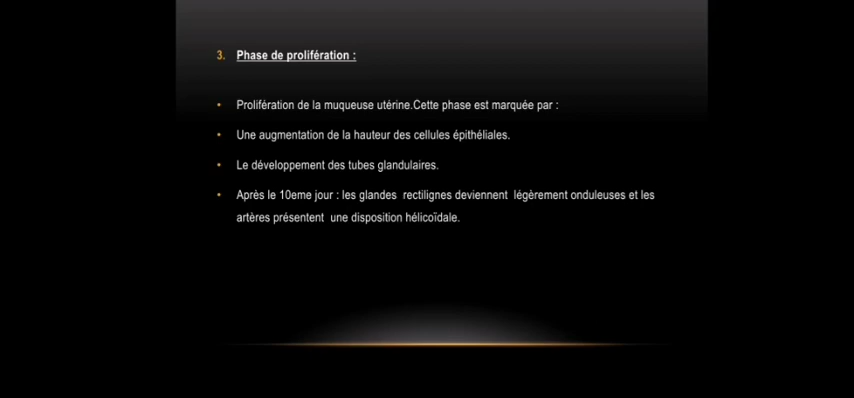 3. Phase de prolifération :
• Prolifération de la muqueuse utérine.Cette phase est marquée par :
• Une augmentation de la hauteur des cellules épithéliales.
• Le développement des tubes glandulaires.
• Après le 10eme jour : les glandes rectilignes deviennent légèrement onduleuses et les
artères présentent une disposition hélicoïdale.